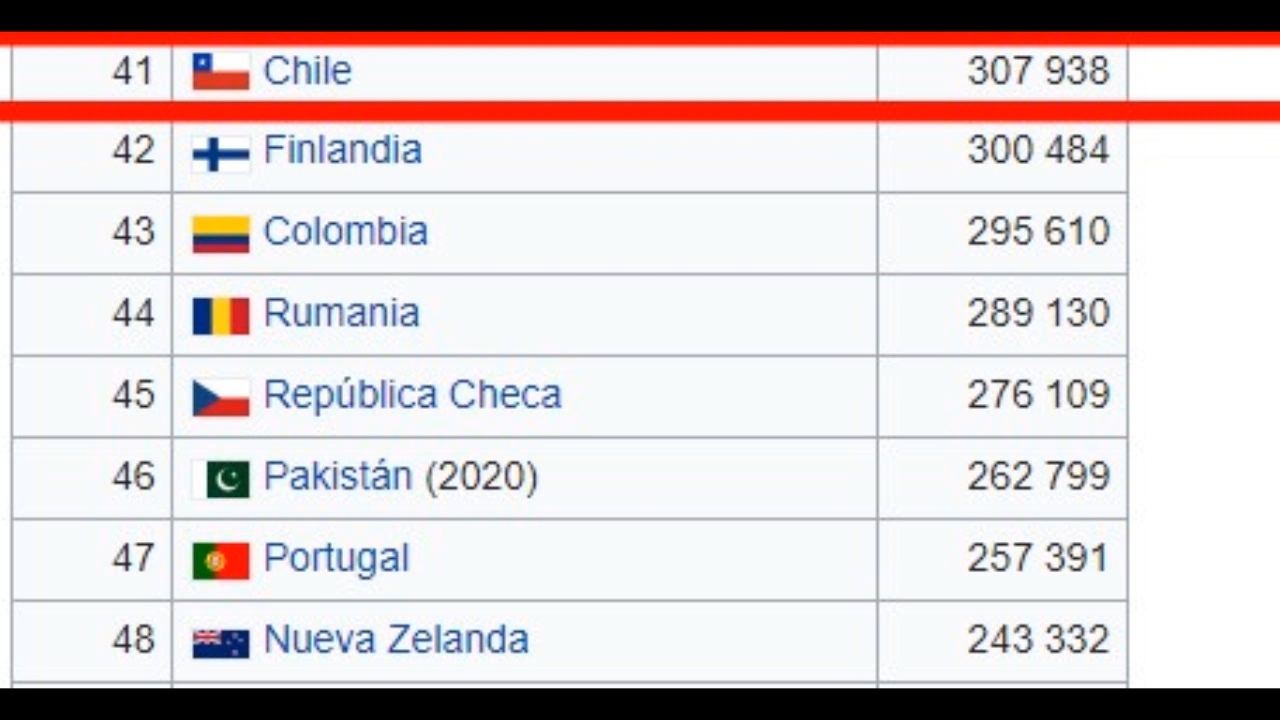 41 Chile 307 938
42 Finlandia 300 484
43 Colombia 295 610
44 Rumania 289 130
45 República Checa 276 109
46 Pakistán (2020) 262 799
47 Portugal 257 391
48 Nueva Zelanda 243 332